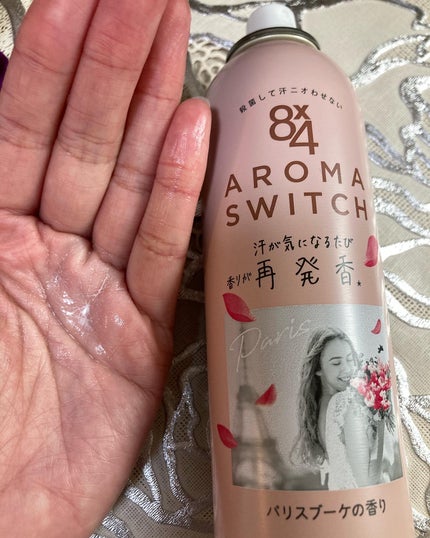 殺菌して汗ニオわせない
8x4
AROMA
SWITCH
汗が気になるたび
香りが再発香*
Paris
パリスブーケの香り